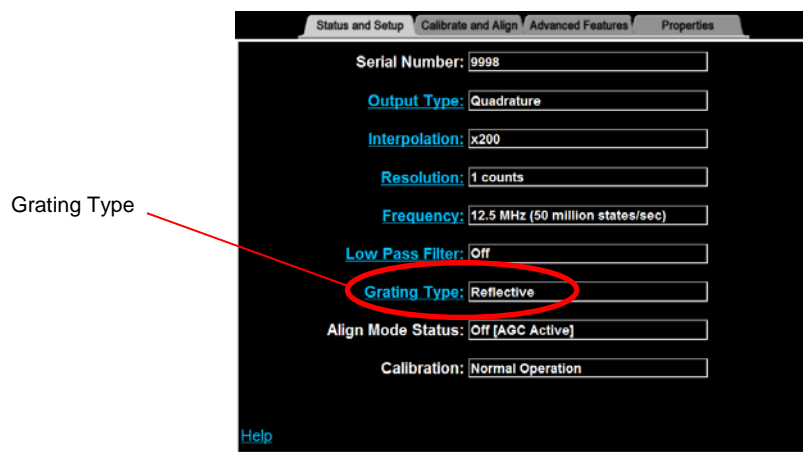 Status and Setup Calibrate and Align Advanced Features Properties
Serial Number: 9998
Output Type: Quadrature
Interpolation: x200
Resolution: 1 counts
Grating Type
Frequency: 12.5 MHz (50 million states/sec)
Low Pass Filter: Off
Grating Type: Reflective
Align Mode Status: Off [AGC Active]
Calibration: Normal Operation
Help